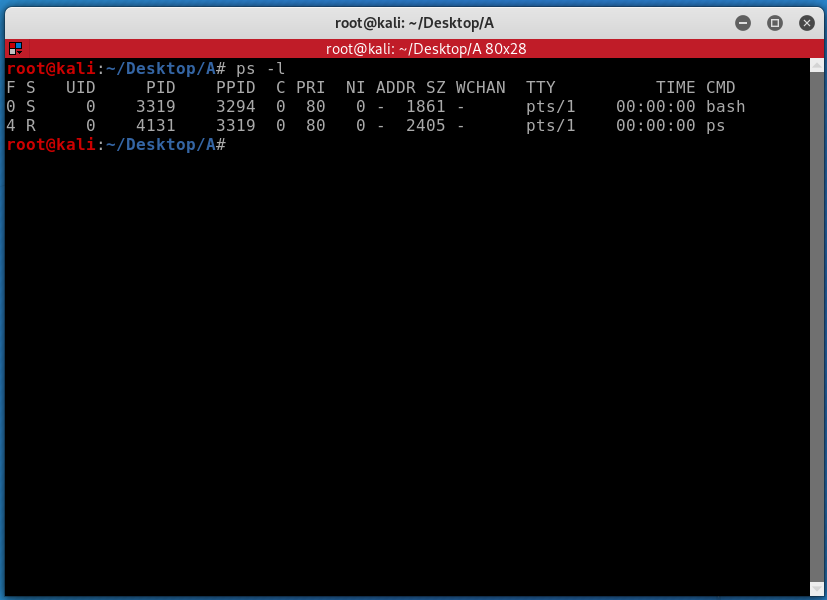 root@kali: ~/Desktop/A
root@kali: ~/Desktop/A 80x28
root@kali:~/Desktop/A# ps -l
F S   UID     PID    PPID  C PRI  NI ADDR SZ WCHAN  TTY          TIME CMD
0 S     0    3319    3294  0  80   0 -  1861 -      pts/1    00:00:00 bash
4 R     0    4131    3319  0  80   0 -  2405 -      pts/1    00:00:00 ps
root@kali:~/Desktop/A#